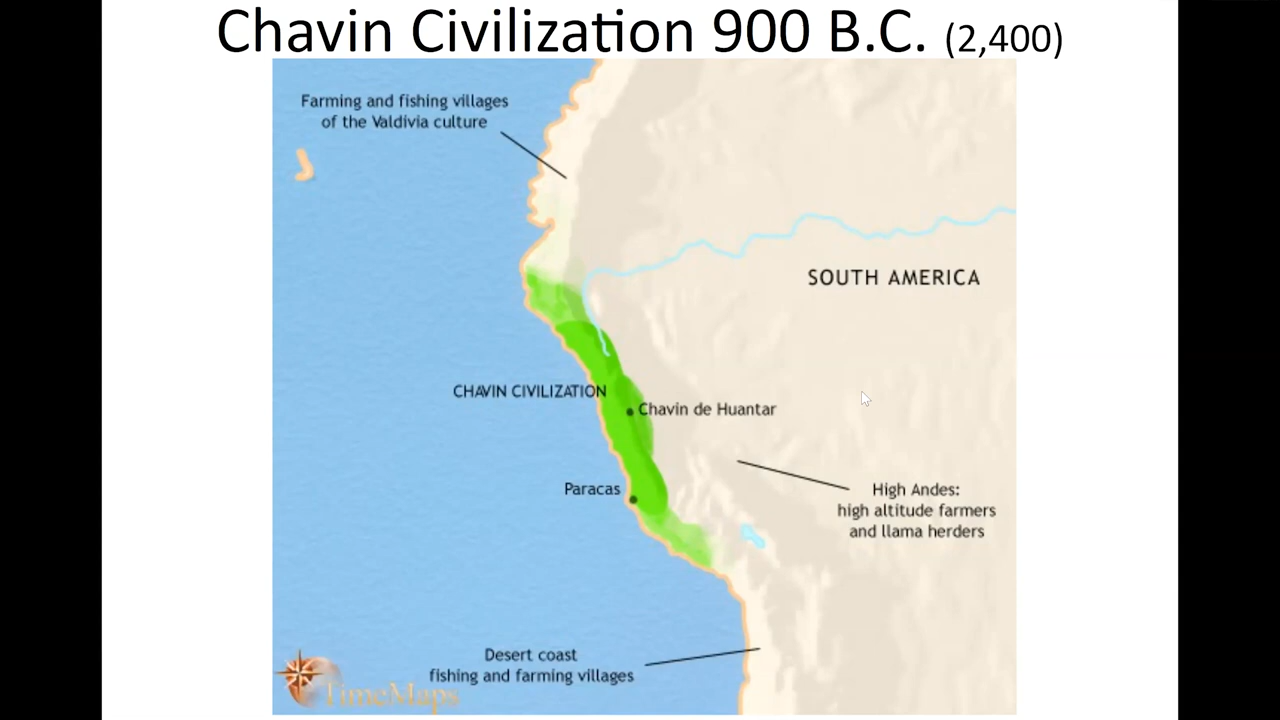 Chavin Civilization 900 B.C. (2,400)
Farming and fishing villages
of the Valdivia culture
SOUTH AMERICA
CHAVIN CIVILIZATION
Chavin de Huantar
Paracas
High Andes:
high altitude farmers
and llama herders
Desert coast
fishing and farming villages
TimeMaps